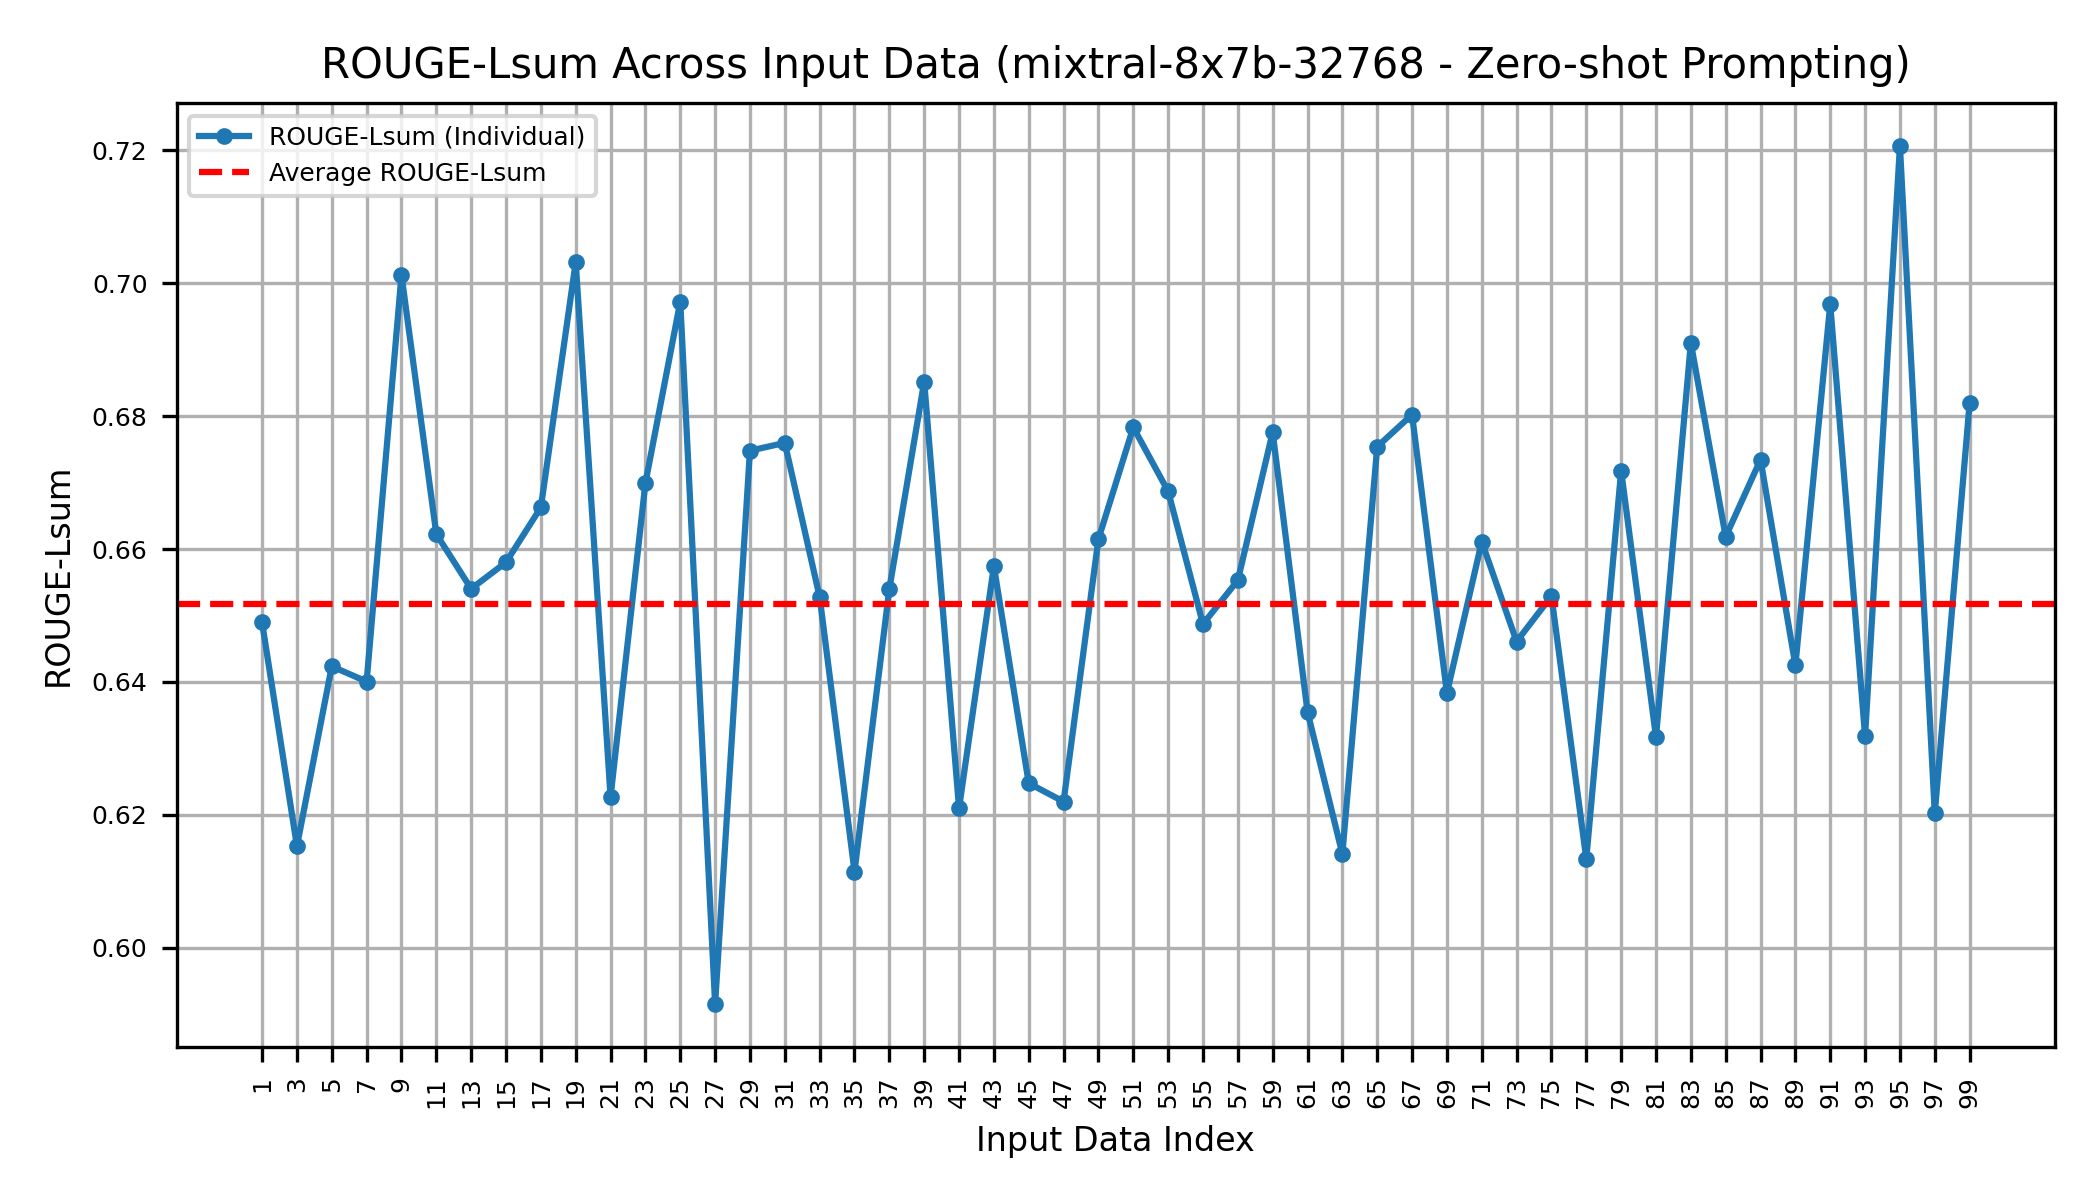 ROUGE-Lsum Across Input Data (mixtral-8x7b-32768 - Zero-shot Prompting)
ROUGE-Lsum (Individual)
Average ROUGE-Lsum
ROUGE-Lsum
0.72
0.70
0.68
0.66
0.64
0.62
0.60
1 3 5 7 9 11 13 15 17 19 21 23 25 27 29 31 33 35 37 39 41 43 45 47 49 51 53 55 57 59 61 63 65 67 69 71 73 75 77 79 81 83 85 87 89 91 93 95 97 99
Input Data Index